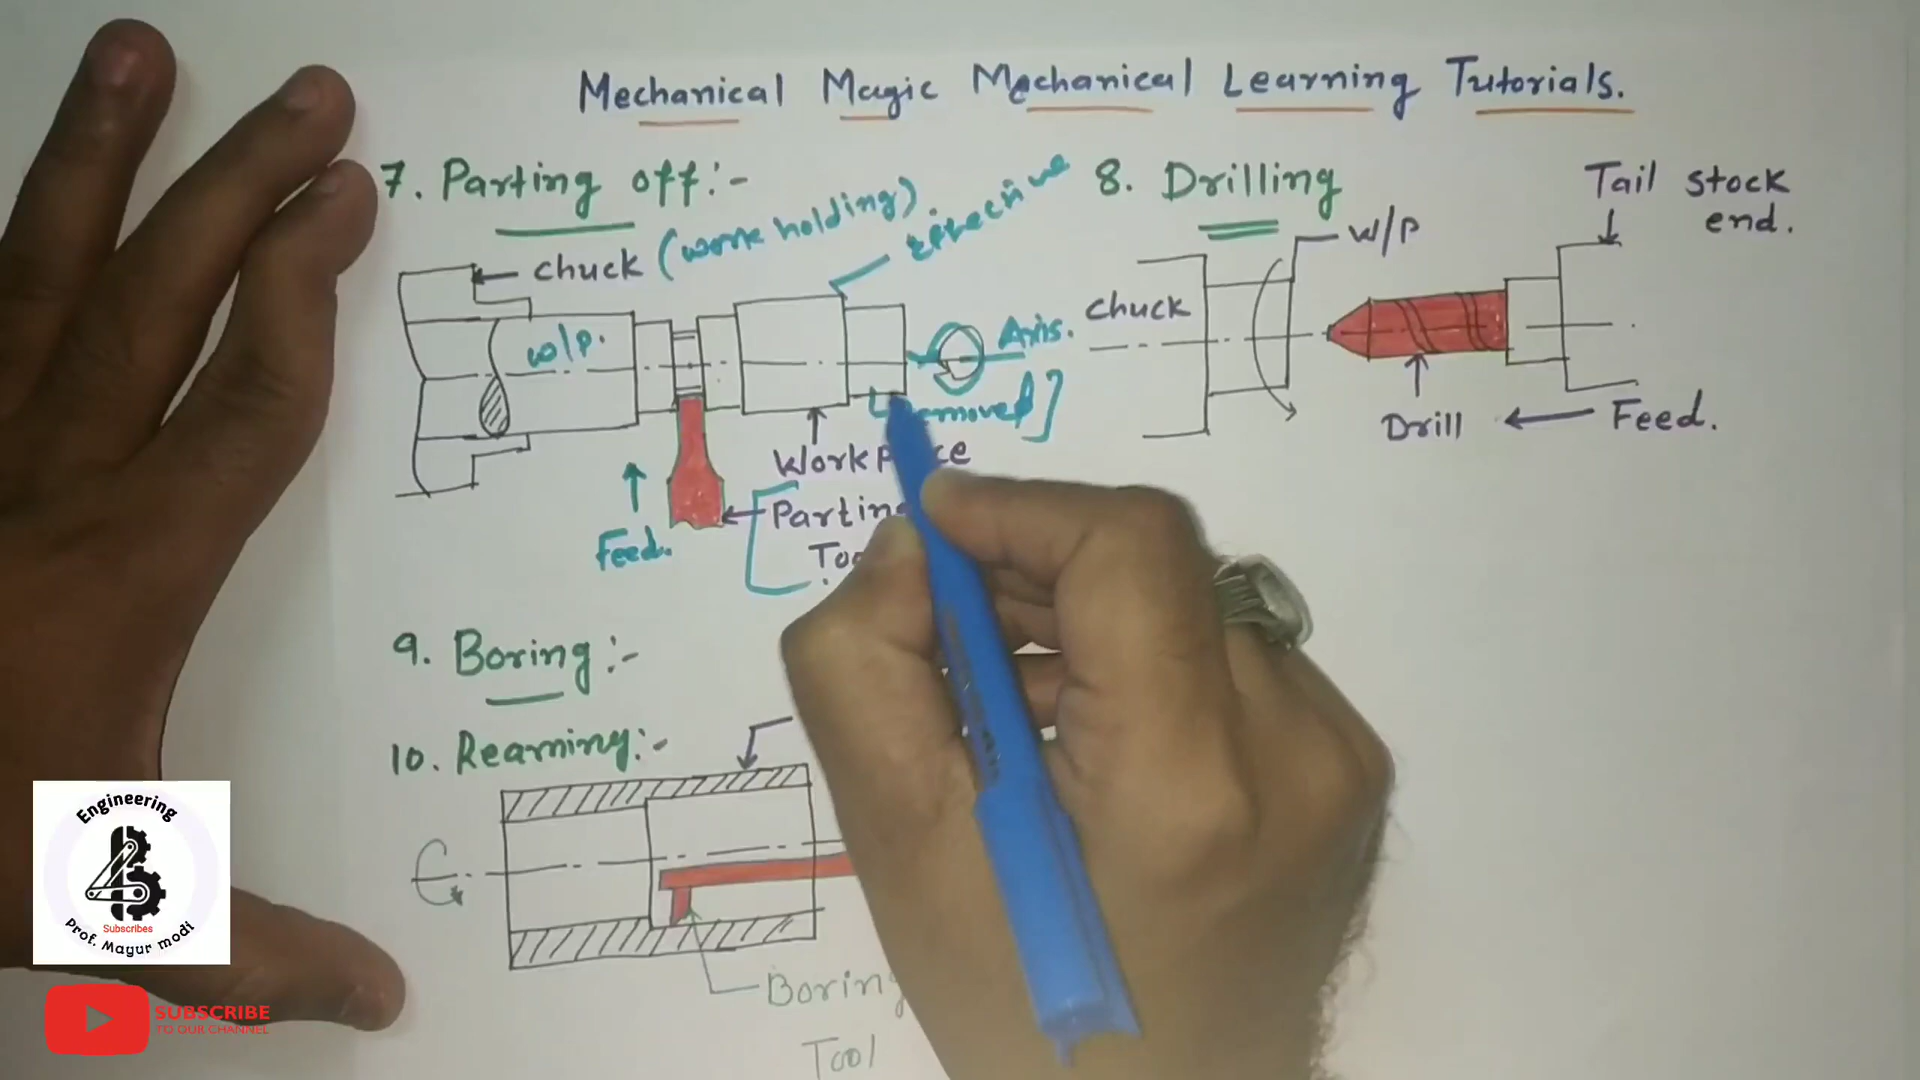 Mechanical Magic Mechanical Learning Tutorials.
7. Parting off:-
chuck (work holding)
w/p.
Axis.
Removed]
Workp
Parting
Too
Feed.
8. Drilling
W/P
Tail stock
end.
chuck
Drill
Feed.
9. Boring:-
10. Reaming:-
Boring
Tool
Engineering
Subscribes
Prof. Mayur modi
SUBSCRIBE
TO OUR CHANNEL